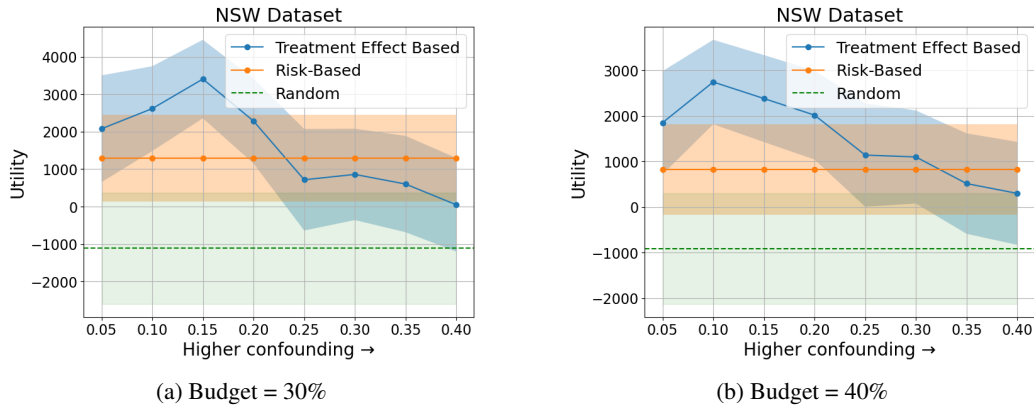 NSW Dataset
Treatment Effect Based
Risk-Based
Random
4000
3000
2000
1000
0
−1000
−2000
Utility
0.05 0.10 0.15 0.20 0.25 0.30 0.35 0.40
Higher confounding →
(a) Budget = 30%
NSW Dataset
Treatment Effect Based
Risk-Based
Random
3000
2000
1000
0
−1000
−2000
Utility
0.05 0.10 0.15 0.20 0.25 0.30 0.35 0.40
Higher confounding →
(b) Budget = 40%